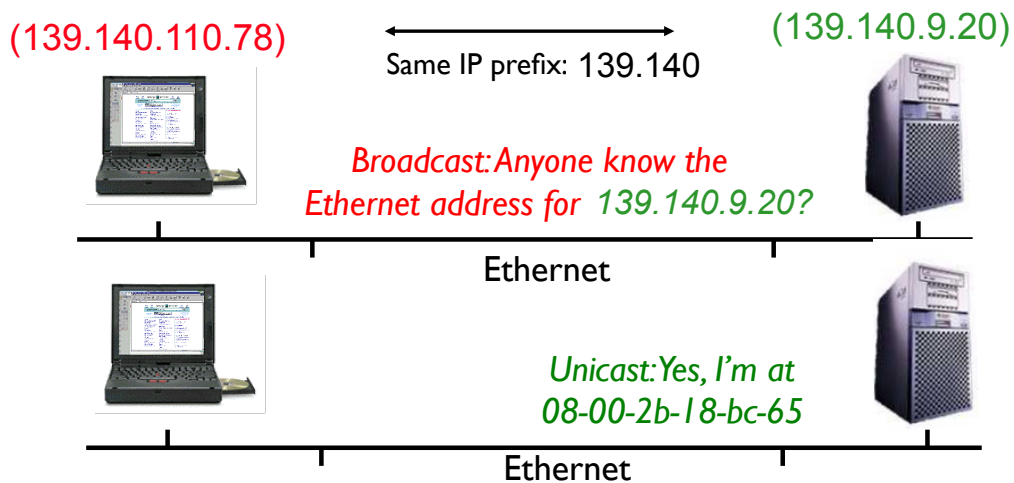 (139.140.110.78)
(139.140.9.20)
Same IP prefix: 139.140
Broadcast: Anyone know the
Ethernet address for 139.140.9.20?
Ethernet
Unicast: Yes, I'm at
08-00-2b-18-bc-65
Ethernet